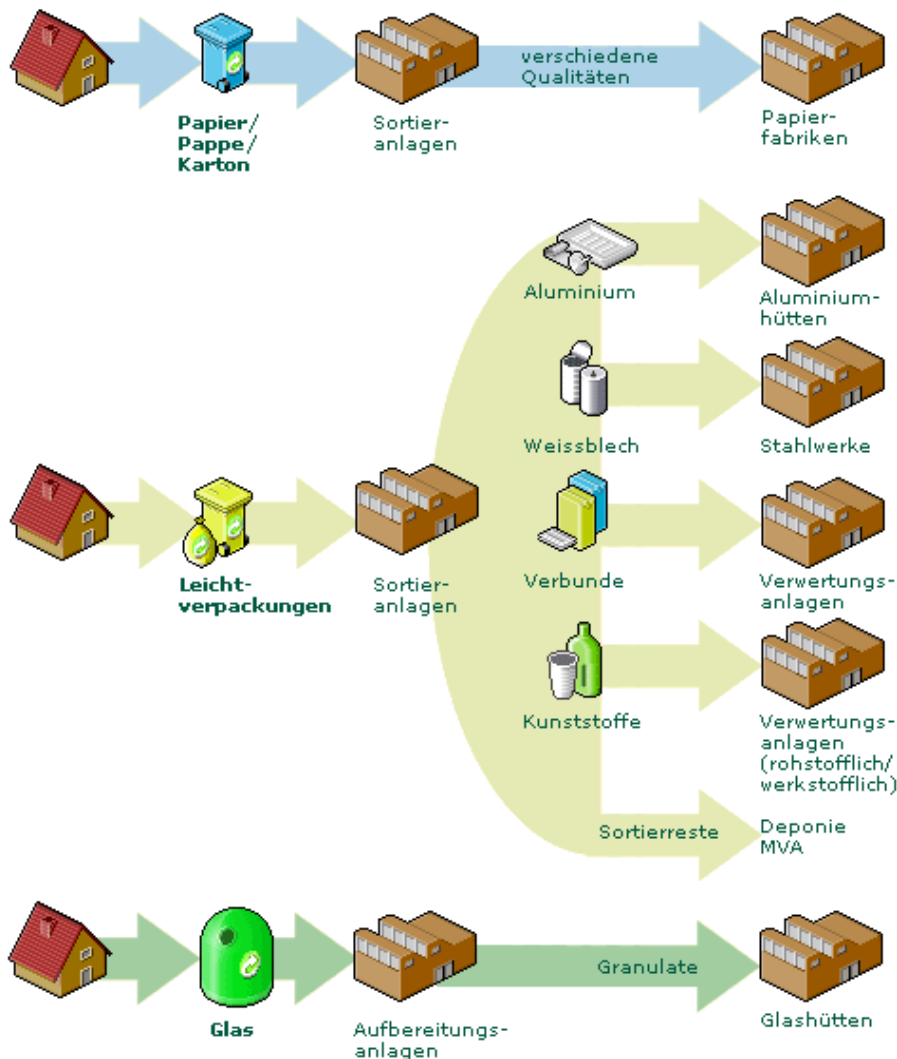 verschiedene
Qualitäten
Papier/
Pappe/
Karton
Sortier-
anlagen
Papier-
fabriken
Aluminium
Aluminium-
hütten
Weissblech
Stahlwerke
Leicht-
verpackungen
Sortier-
anlagen
Verbunde
Verwertungs-
anlagen
Kunststoffe
Verwertungs-
anlagen
(rohstofflich/
werkstofflich)
Sortierreste
Deponie
MVA
Glas
Aufbereitungs-
anlagen
Granulate
Glashütten